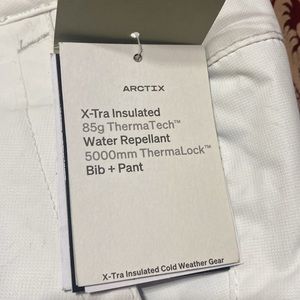 ARCTIX
X-Tra Insulated
85g ThermaTech™
Water Repellant
5000mm ThermaLock™
Bib + Pant
X-Tra Insulated Cold Weather Gear